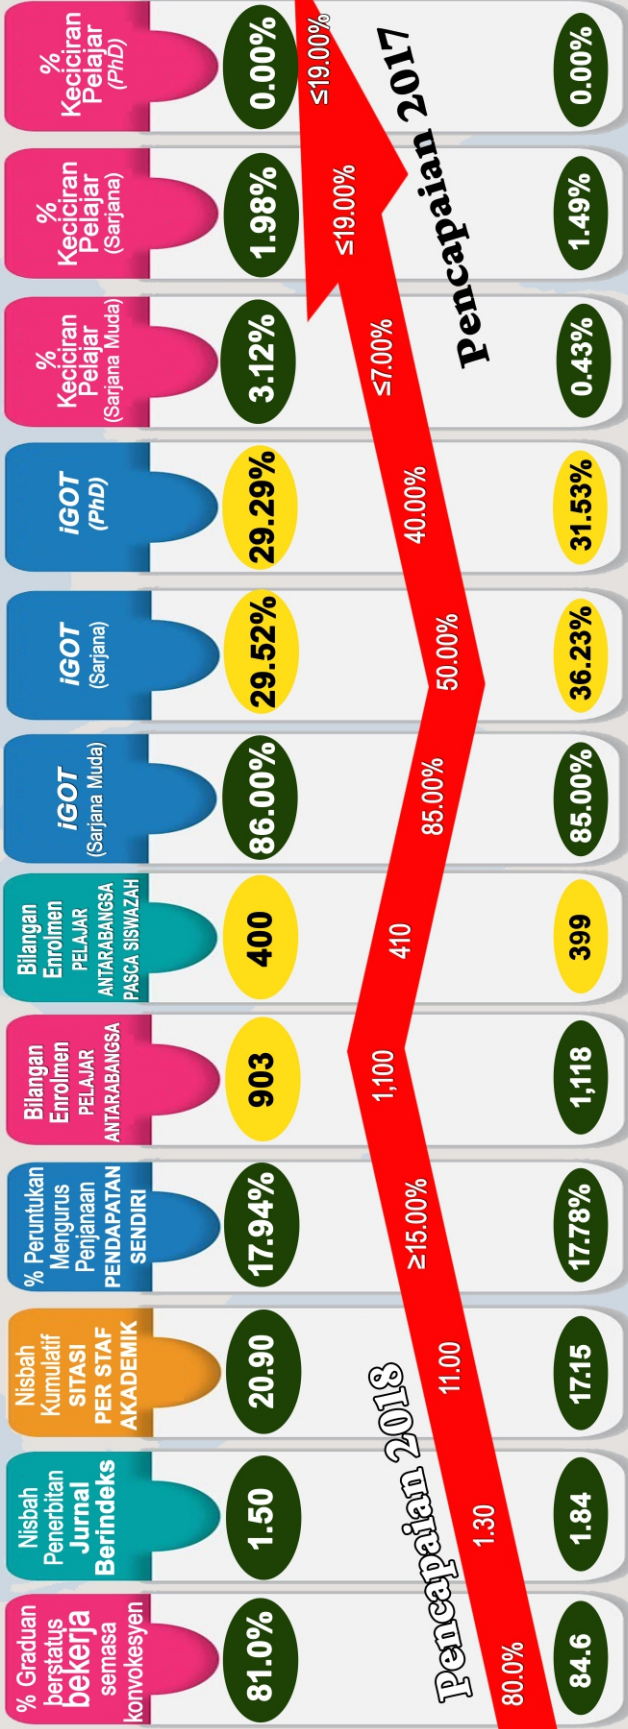 % Graduan
berstatus
bekerja
semasa
konvokesyen
81.0%
80.0%
84.6
Nisbah
Penerbitan
Jurnal
Berindeks
1.50
1.30
1.84
Nisbah
Kumulatif
SITASI
PER STAF
AKADEMIK
20.90
11.00
17.15
% Peruntukan
Mengurus
Penjanaan
PENDAPATAN
SENDIRI
17.94%
≥15.00%
17.78%
Bilangan
Enrolmen
PELAJAR
ANTARABANGSA
903
1,100
1,118
Bilangan
Enrolmen
PELAJAR
ANTARABANGSA
PASCA SISWAZAH
400
410
399
iGOT
(Sarjana Muda)
86.00%
85.00%
85.00%
iGOT
(Sarjana)
29.52%
50.00%
36.23%
iGOT
(PhD)
29.29%
40.00%
31.53%
%
Keciciran
Pelajar
(Sarjana Muda)
3.12%
≤7.00%
0.43%
%
Keciciran
Pelajar
(Sarjana)
1.98%
≤19.00%
1.49%
%
Keciciran
Pelajar
(PhD)
0.00%
≤19.00%
0.00%
Pencapaian 2018
Pencapaian 2017